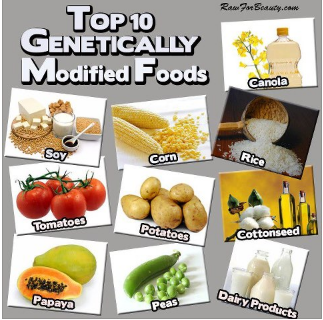 RawForBeauty.com
Top 10
Genetically
Modified Foods
Canola
Soy
Corn
Rice
Tomatoes
Potatoes
Cottonseed
Papaya
Peas
Dairy Products